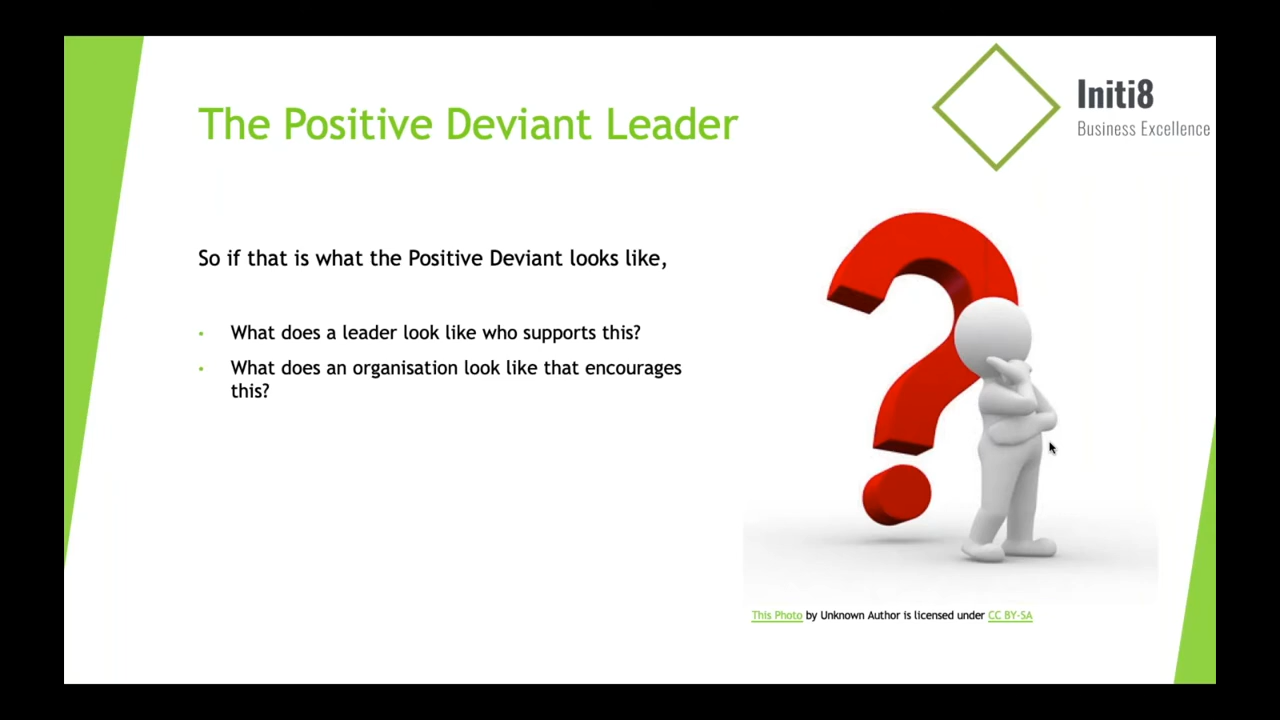 The Positive Deviant Leader
Initi8
Business Excellence
So if that is what the Positive Deviant looks like,
• What does a leader look like who supports this?
• What does an organisation look like that encourages
this?
This Photo by Unknown Author is licensed under CC BY-SA